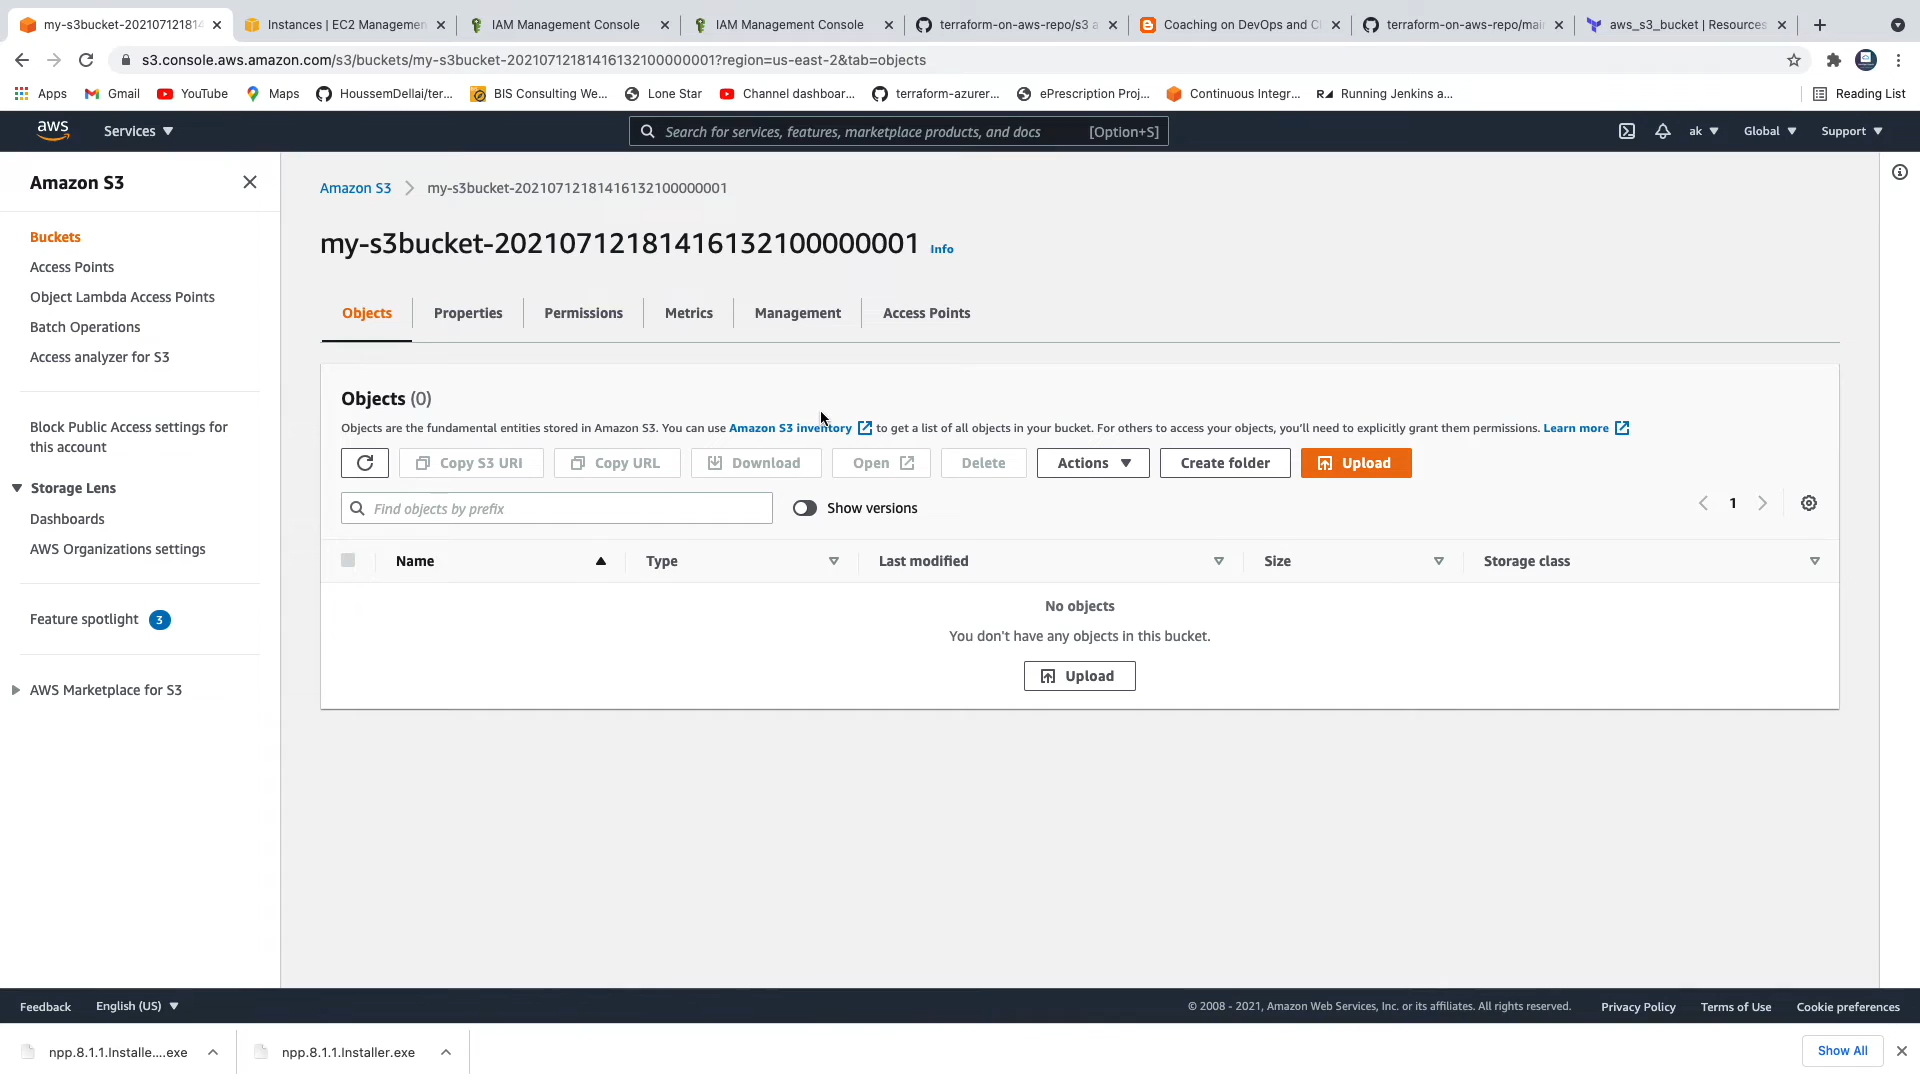 my-s3bucket-202107121814
Instances | EC2 Managemen
IAM Management Console
IAM Management Console
terraform-on-aws-repo/s3 a
Coaching on DevOps and C
terraform-on-aws-repo/mai
aws_s3_bucket | Resources
s3.console.aws.amazon.com/s3/buckets/my-s3bucket-20210712181416132100000001?region=us-east-2&tab=objects
Apps
Gmail
YouTube
Maps
HoussemDellai/ter...
BIS Consulting We...
Lone Star
Channel dashboar...
terraform-azurer...
ePrescription Proj...
Continuous Integr...
Running Jenkins a...
Reading List
aws
Services
Search for services, features, marketplace products, and docs
[Option+S]
ak
Global
Support
Amazon S3
Buckets
Access Points
Object Lambda Access Points
Batch Operations
Access analyzer for S3
Block Public Access settings for
this account
Storage Lens
Dashboards
AWS Organizations settings
Feature spotlight 3
AWS Marketplace for S3
Amazon S3
my-s3bucket-20210712181416132100000001
my-s3bucket-20210712181416132100000001 Info
Objects
Properties
Permissions
Metrics
Management
Access Points
Objects (0)
Objects are the fundamental entities stored in Amazon S3. You can use Amazon S3 inventory to get a list of all objects in your bucket. For others to access your objects, you'll need to explicitly grant them permissions. Learn more
Copy S3 URI
Copy URL
Download
Open
Delete
Actions
Create folder
Upload
Find objects by prefix
Show versions
1
Name
Type
Last modified
Size
Storage class
No objects
You don't have any objects in this bucket.
Upload
Feedback
English (US)
© 2008 - 2021, Amazon Web Services, Inc. or its affiliates. All rights reserved.
Privacy Policy
Terms of Use
Cookie preferences
npp.8.1.1.Installe....exe
npp.8.1.1.Installer.exe
Show All